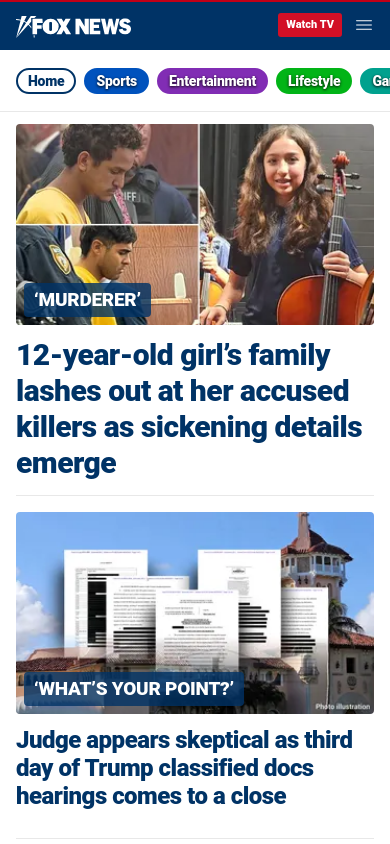 FOX NEWS
Watch TV
Home
Sports
Entertainment
Lifestyle
Ga
IFF
‘MURDERER’
12-year-old girl’s family
lashes out at her accused
killers as sickening details
emerge
‘WHAT’S YOUR POINT?’
Photo illustration
Judge appears skeptical as third
day of Trump classified docs
hearings comes to a close